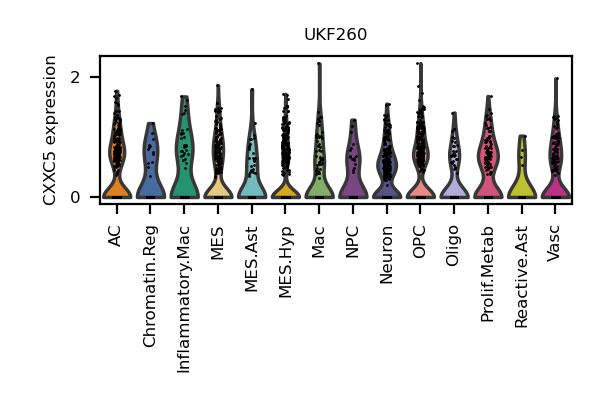 UKF260
CXXC5 expression
2
0
AC
Chromatin.Reg
Inflammatory.Mac
MES
MES.Ast
MES.Hyp
Mac
NPC
Neuron
OPC
Oligo
Prolif.Metab
Reactive.Ast
Vasc